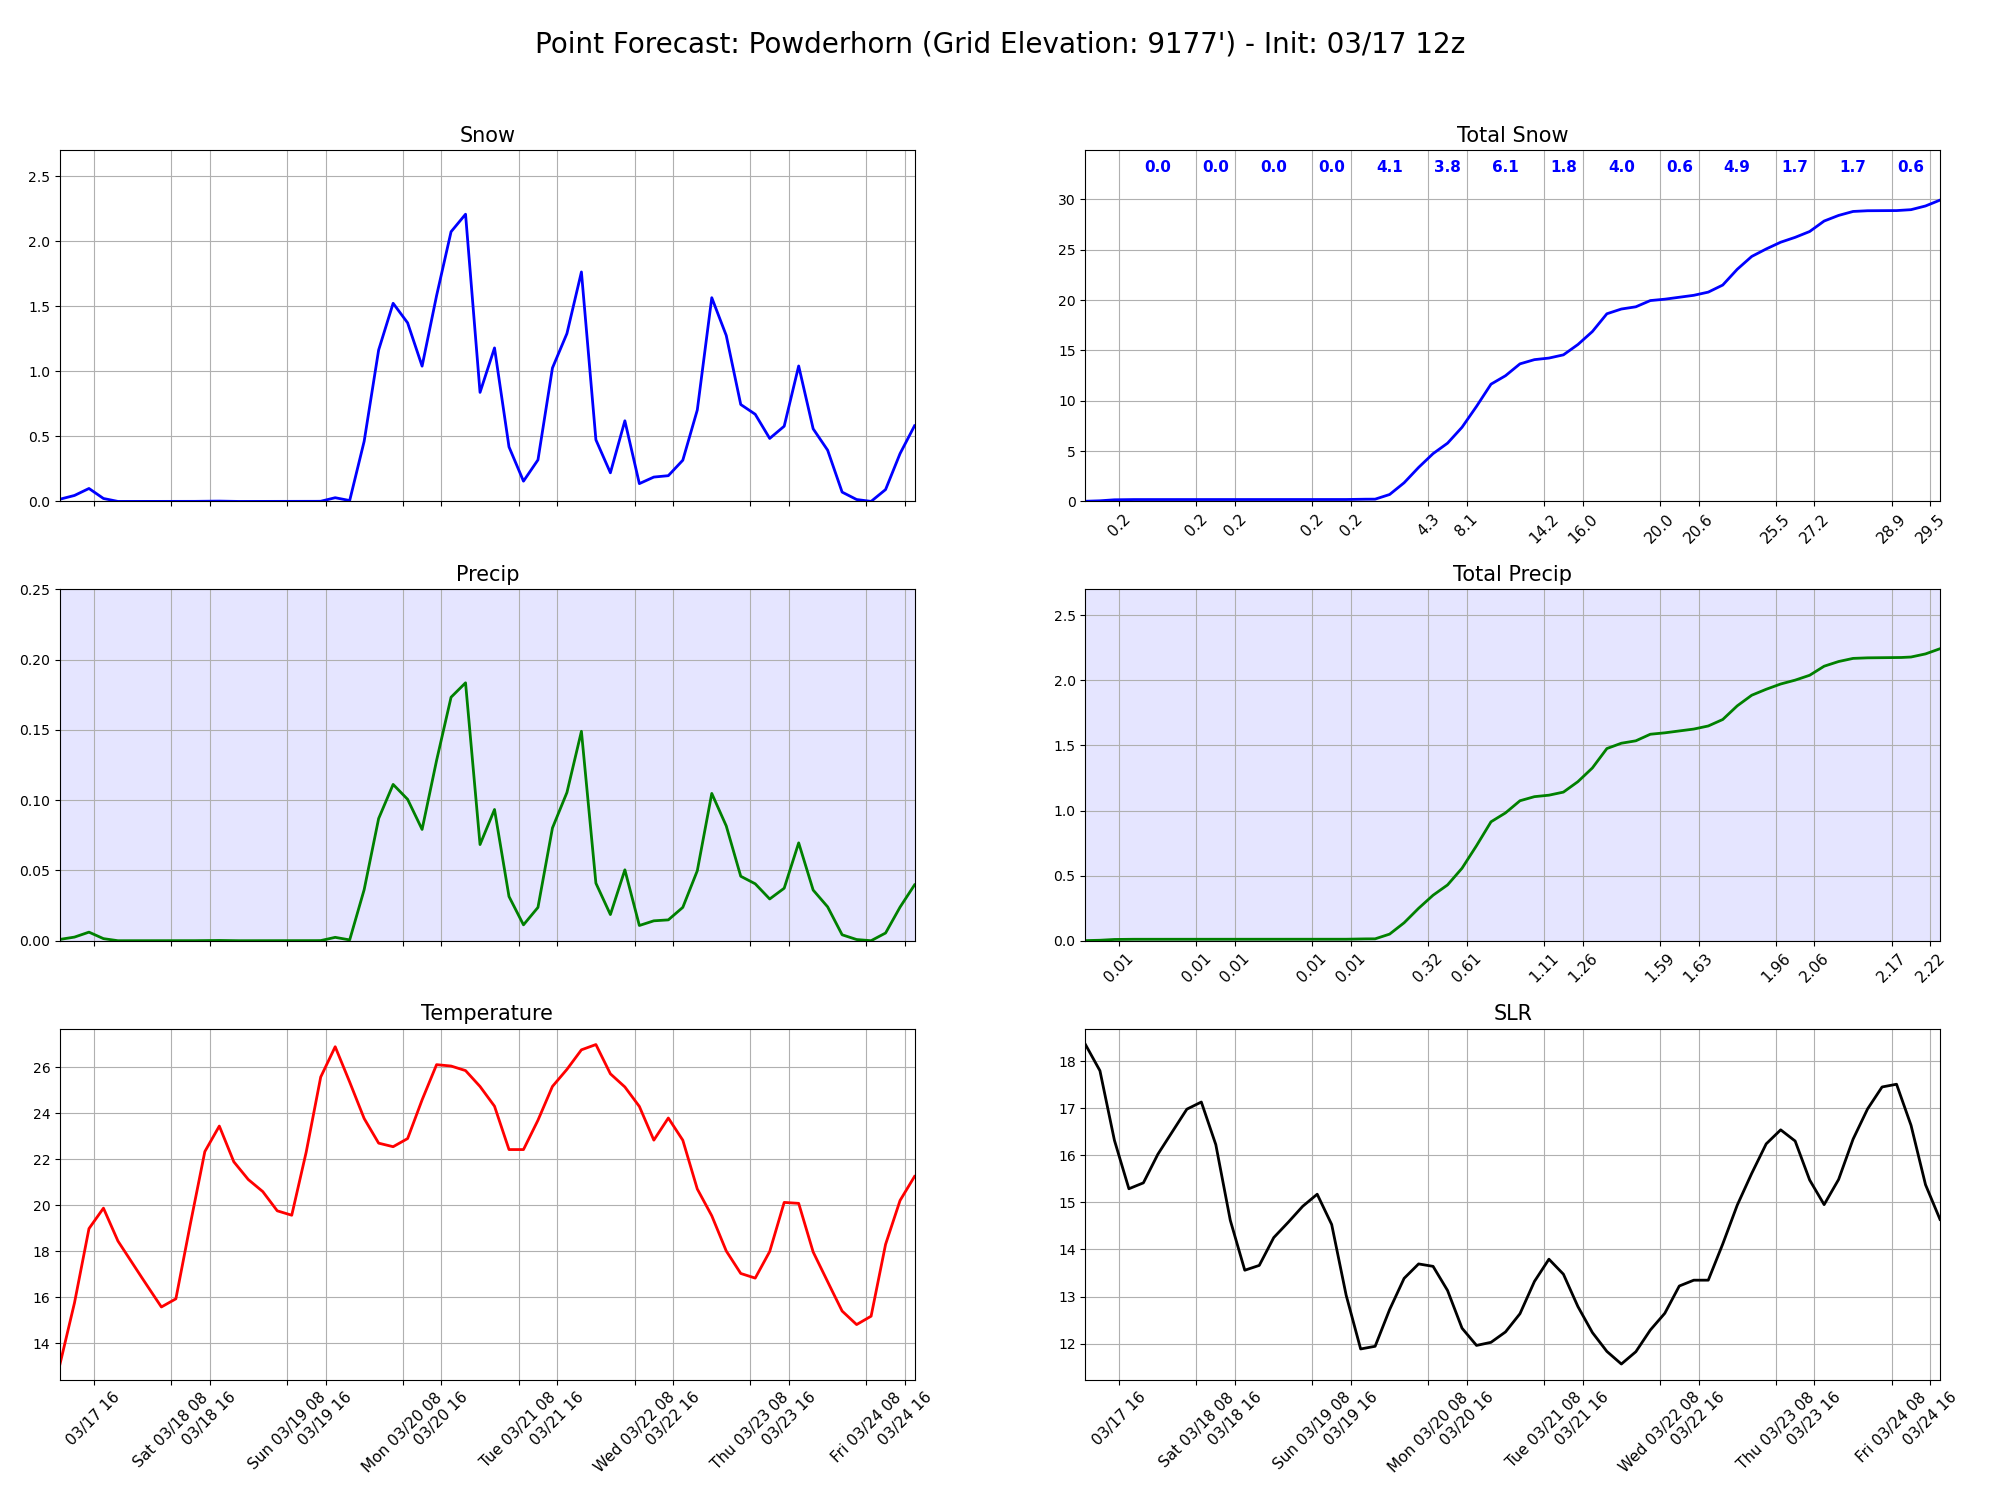 Point Forecast: Powderhorn (Grid Elevation: 9177') - Init: 03/17 12z
Snow
2.5
2.0
1.5
1.0
0.5
0.0
Total Snow
0.0 0.0 0.0 0.0 4.1 3.8 6.1 1.8 4.0 0.6 4.9 1.7 1.7 0.6
30
25
20
15
10
5
0
0.2 0.2 0.2 0.2 0.2 4.3 8.1 14.2 16.0 20.0 20.6 25.5 27.2 28.9 29.5
Precip
0.25
0.20
0.15
0.10
0.05
0.00
Total Precip
2.5
2.0
1.5
1.0
0.5
0.0
0.01 0.01 0.01 0.01 0.01 0.32 0.61 1.11 1.26 1.59 1.63 1.96 2.06 2.17 2.22
Temperature
26
24
22
20
18
16
14
03/17 16
Sat 03/18 08
03/18 16
Sun 03/19 08
03/19 16
Mon 03/20 08
03/20 16
Tue 03/21 08
03/21 16
Wed 03/22 08
03/22 16
Thu 03/23 08
03/23 16
Fri 03/24 08
03/24 16
SLR
18
17
16
15
14
13
12
03/17 16
Sat 03/18 08
03/18 16
Sun 03/19 08
03/19 16
Mon 03/20 08
03/20 16
Tue 03/21 08
03/21 16
Wed 03/22 08
03/22 16
Thu 03/23 08
03/23 16
Fri 03/24 08
03/24 16